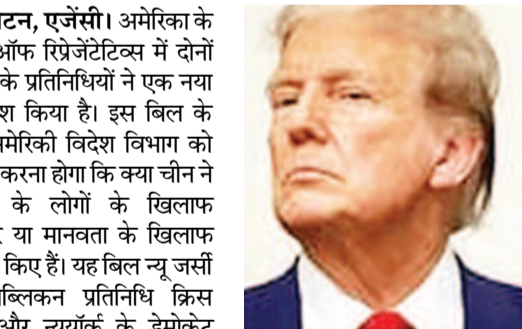 टन, एजेंसी। अमेरिका के
ऑफ रिप्रेजेंटेटिव्स में दोनों
के प्रतिनिधियों ने एक नया
श किया है। इस बिल के
अमेरिकी विदेश विभाग को
करना होगा कि क्या चीन ने
के लोगों के खिलाफ
या मानवता के खिलाफ
किए हैं। यह बिल न्यू जर्सी
ब्लिकन प्रतिनिधि क्रिस
और न्यूयॉर्क के डेमोक्रेट